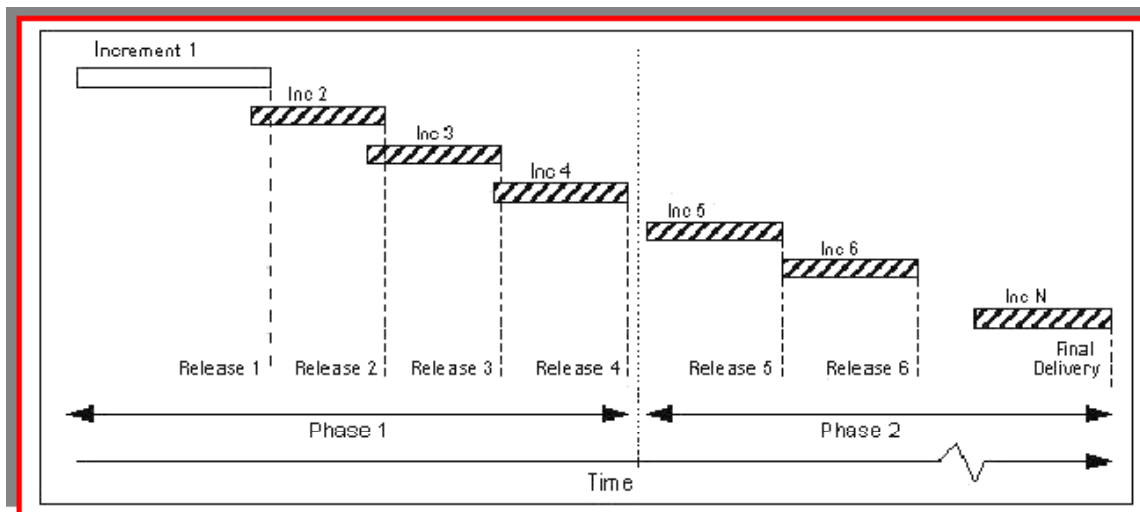 Increment 1
Inc 2
Inc 3
Inc 4
Inc 5
Inc 6
Inc N
Release 1
Release 2
Release 3
Release 4
Release 5
Release 6
Final
Delivery
Phase 1
Phase 2
Time